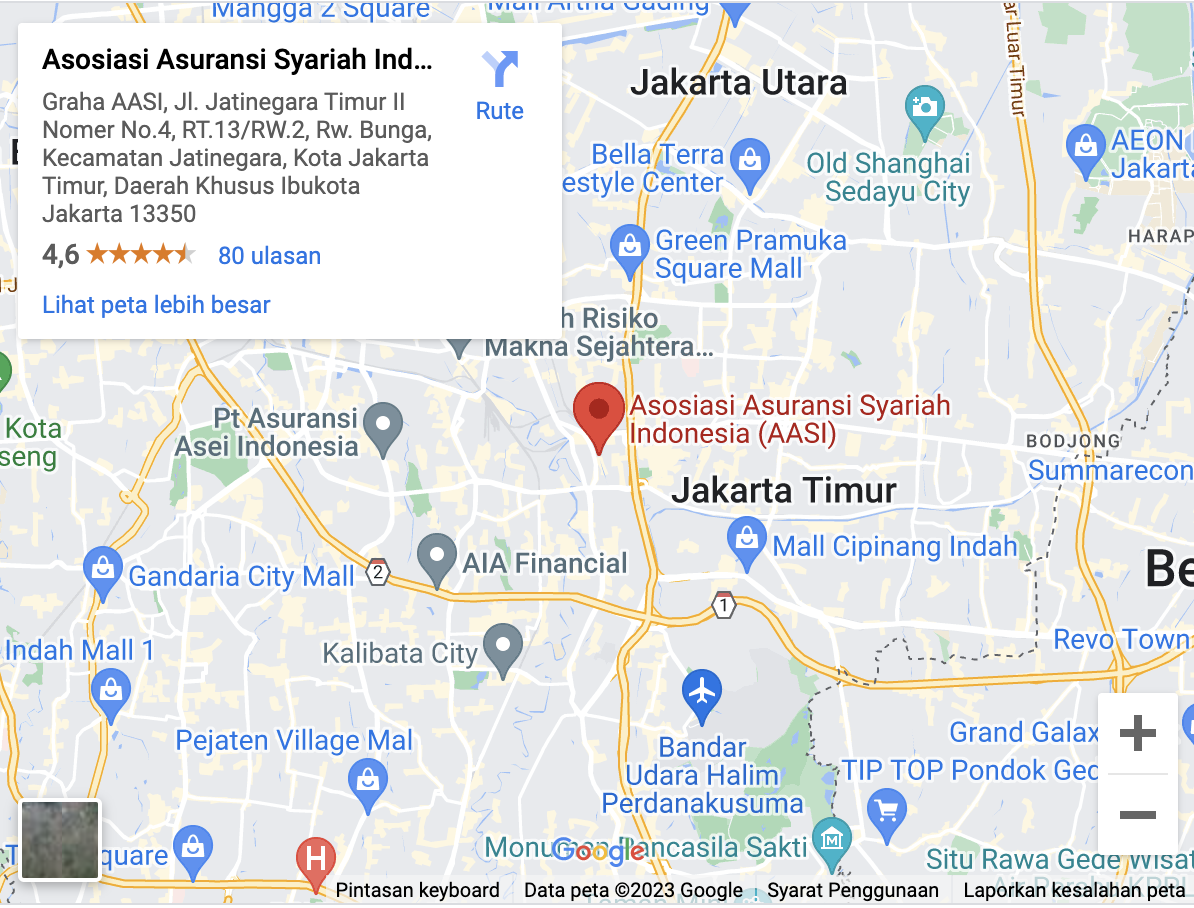 Mangga 2 Square
Mall Artha Gading
Asosiasi Asuransi Syariah Ind...
Graha AASI, Jl. Jatinegara Timur II
Nomer No.4, RT.13/RW.2, Rw. Bunga,
Kecamatan Jatinegara, Kota Jakarta
Timur, Daerah Khusus Ibukota
Jakarta 13350
4,6
80 ulasan
Lihat peta lebih besar
Rute
Jakarta Utara
ar-Luar Timur
Bella Terra
estyle Center
Old Shanghai
Sedayu City
AEON
Jakarta
Green Pramuka
Square Mall
HARAP
h Risiko
Makna Sejahtera...
Kota
seng
Pt Asuransi
Asei Indonesia
Asosiasi Asuransi Syariah
Indonesia (AASI)
BODJONG
Summarecon
Jakarta Timur
Mall Cipinang Indah
Be
AIA Financial
Gandaria City Mall
2
1
Indah Mall 1
Kalibata City
Revo Town
Pejaten Village Mal
Bandar
Udara Halim
Perdanakusuma
Grand Galax
TIP TOP Pondok Ged
quare
H
Google
Pancasila Sakti
Situ Rawa Gede Wisat
Pintasan keyboard
Data peta ©2023 Google
Syarat Penggunaan
Laporkan kesalahan peta